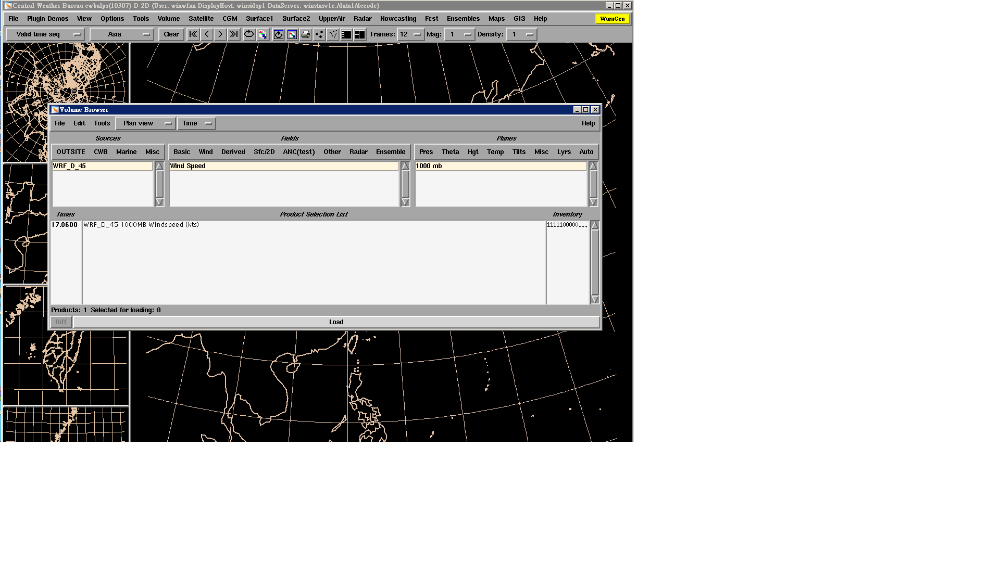 Central Weather Bureau cwbalps(10307) D-2D (User: winwfxa DisplayHost: winsidsp1 DataServer: winstasv1e:/data1/decode)
File Plugin Demos View Options Tools Volume Satellite CGM Surface1 Surface2 UpperAir Radar Nowcasting Fcst Ensembles Maps GIS Help WarnGen
Valid time seq Asia Clear Frames: 12 Mag: 1 Density: 1
Volume Browser
File Edit Tools Plan view Time Help
Sources Fields Planes
OUTSITE CWB Marine Misc Basic Wind Derived Sfc/2D ANC(test) Other Radar Ensemble Pres Theta Hgt Temp Tilts Misc Lyrs Auto
WRF_D_45 Wind Speed 1000 mb
Times Product Selection List Inventory
17.0600 WRF_D_45 1000MB Windspeed (kts) 1111100000...
Products: 1 Selected for loading: 0
Diff Load